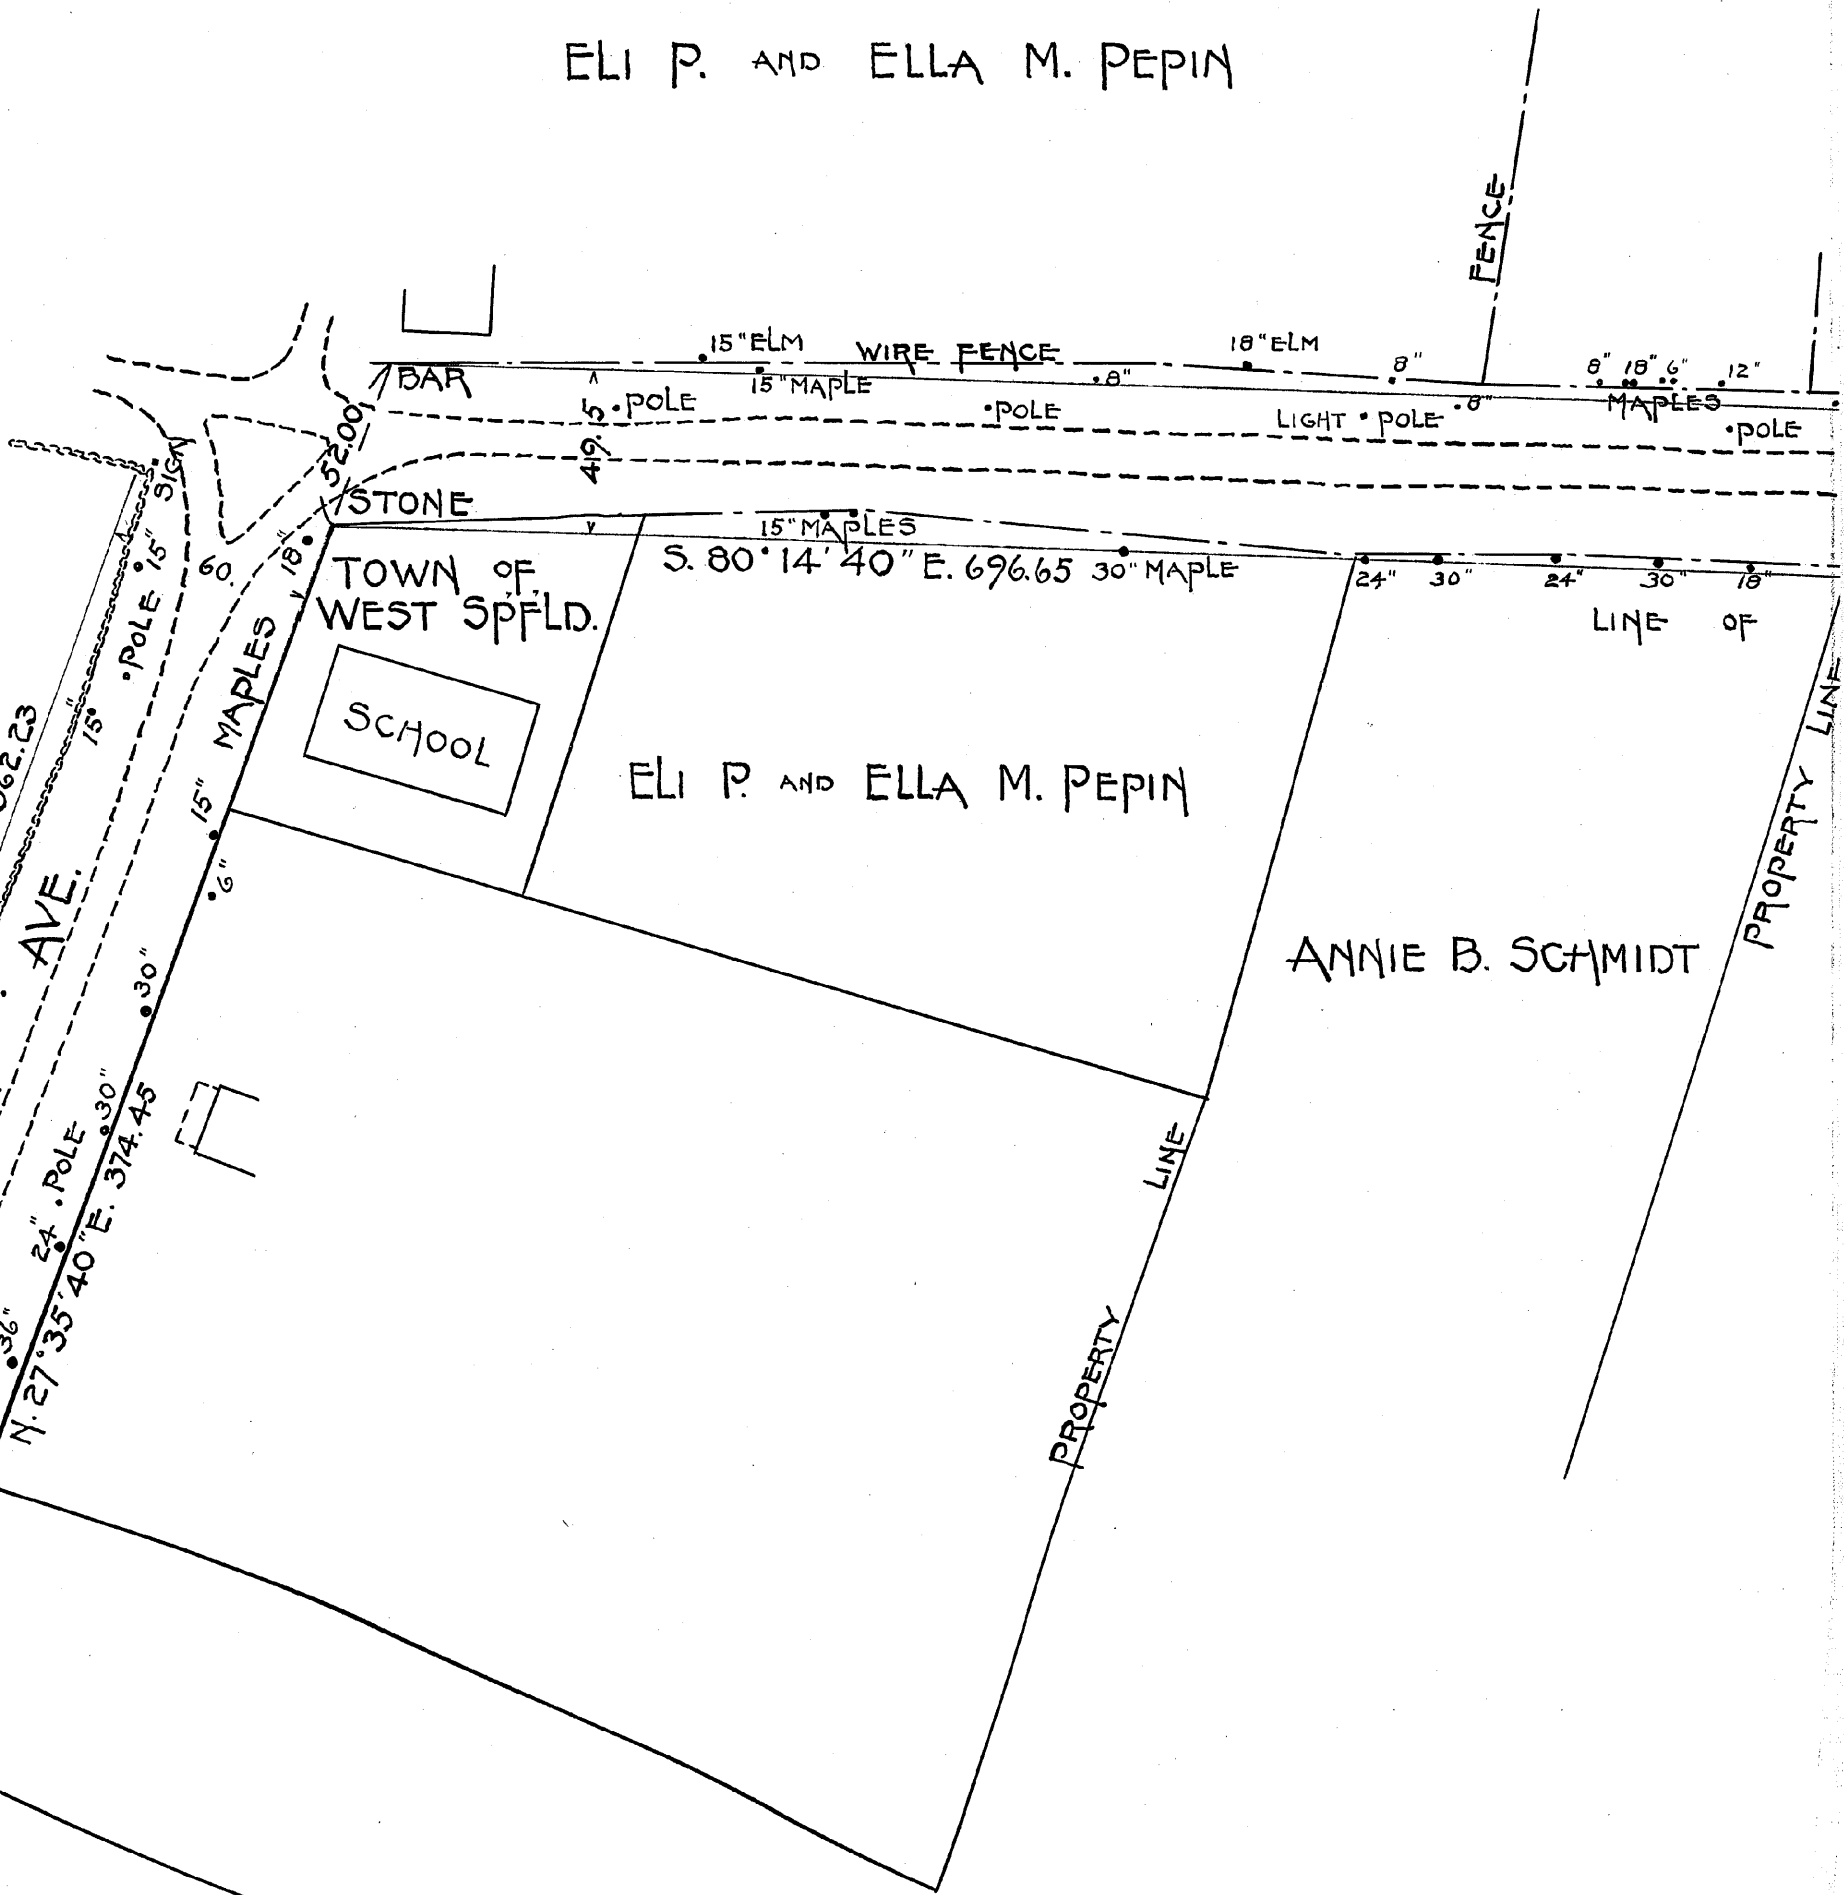 ELI P. AND ELLA M. PEPIN
FENCE
15" ELM
WIRE FENCE
18" ELM
8"
8" 18" 6" 12"
BAR
15" MAPLE
8"
8"
MAPLES
POLE
POLE
LIGHT POLE
POLE
52.00
49.5
SIGN
STONE
15" MAPLES
S. 80° 14' 40" E. 696.65
30" MAPLE
24" 30" 24" 30" 18"
LINE OF
15"
60.
18"
TOWN OF
WEST SPFLD.
POLE
MAPLES
15"
SCHOOL
ELI P. AND ELLA M. PEPIN
PROPERTY LINE
62.23
15"
6"
AVE.
30"
ANNIE B. SCHMIDT
30"
POLE
24"
36"
N. 27° 35' 40" E. 374.45
PROPERTY LINE